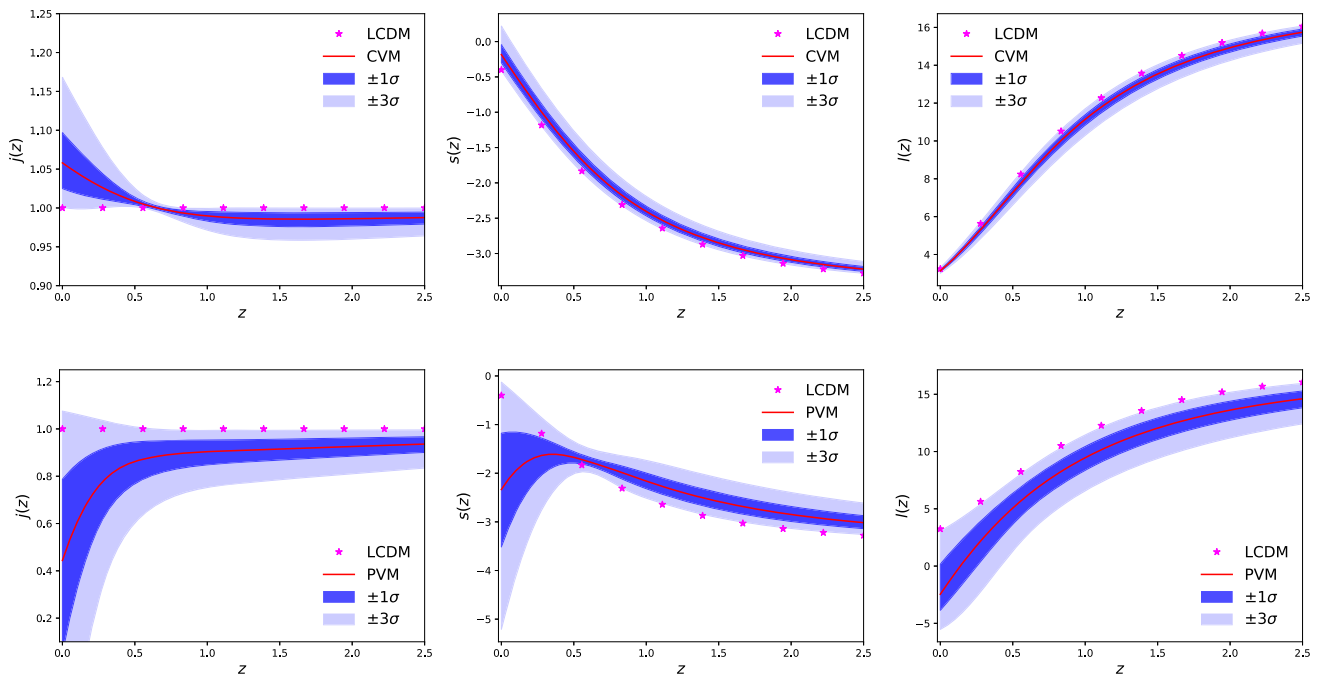 1.25
1.20
1.15
1.10
1.05
1.00
0.95
0.90
j(z)
0.0 0.5 1.0 1.5 2.0 2.5
z
LCDM
CVM
±1σ
±3σ
0.0
−0.5
−1.0
−1.5
−2.0
−2.5
−3.0
s(z)
0.0 0.5 1.0 1.5 2.0 2.5
z
LCDM
CVM
±1σ
±3σ
16
14
12
10
8
6
4
l(z)
0.0 0.5 1.0 1.5 2.0 2.5
z
LCDM
CVM
±1σ
±3σ
1.2
1.0
0.8
0.6
0.4
0.2
j(z)
0.0 0.5 1.0 1.5 2.0 2.5
z
LCDM
PVM
±1σ
±3σ
0
−1
−2
−3
−4
−5
s(z)
0.0 0.5 1.0 1.5 2.0 2.5
z
LCDM
PVM
±1σ
±3σ
15
10
5
0
−5
l(z)
0.0 0.5 1.0 1.5 2.0 2.5
z
LCDM
PVM
±1σ
±3σ